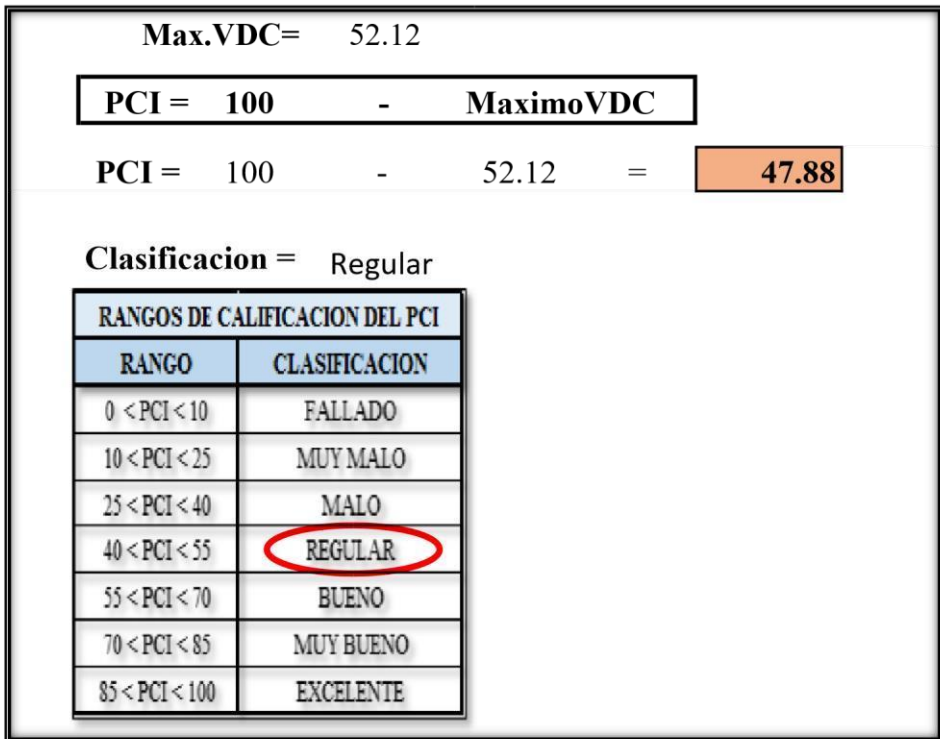 Max.VDC= 52.12
PCI = 100 - MaximoVDC
PCI = 100 - 52.12 = 47.88
Clasificacion = Regular
RANGOS DE CALIFICACION DEL PCI
RANGO CLASIFICACION
0 < PCI < 10 FALLADO
10 < PCI < 25 MUY MALO
25 < PCI < 40 MALO
40 < PCI < 55 REGULAR
55 < PCI < 70 BUENO
70 < PCI < 85 MUY BUENO
85 < PCI < 100 EXCELENTE